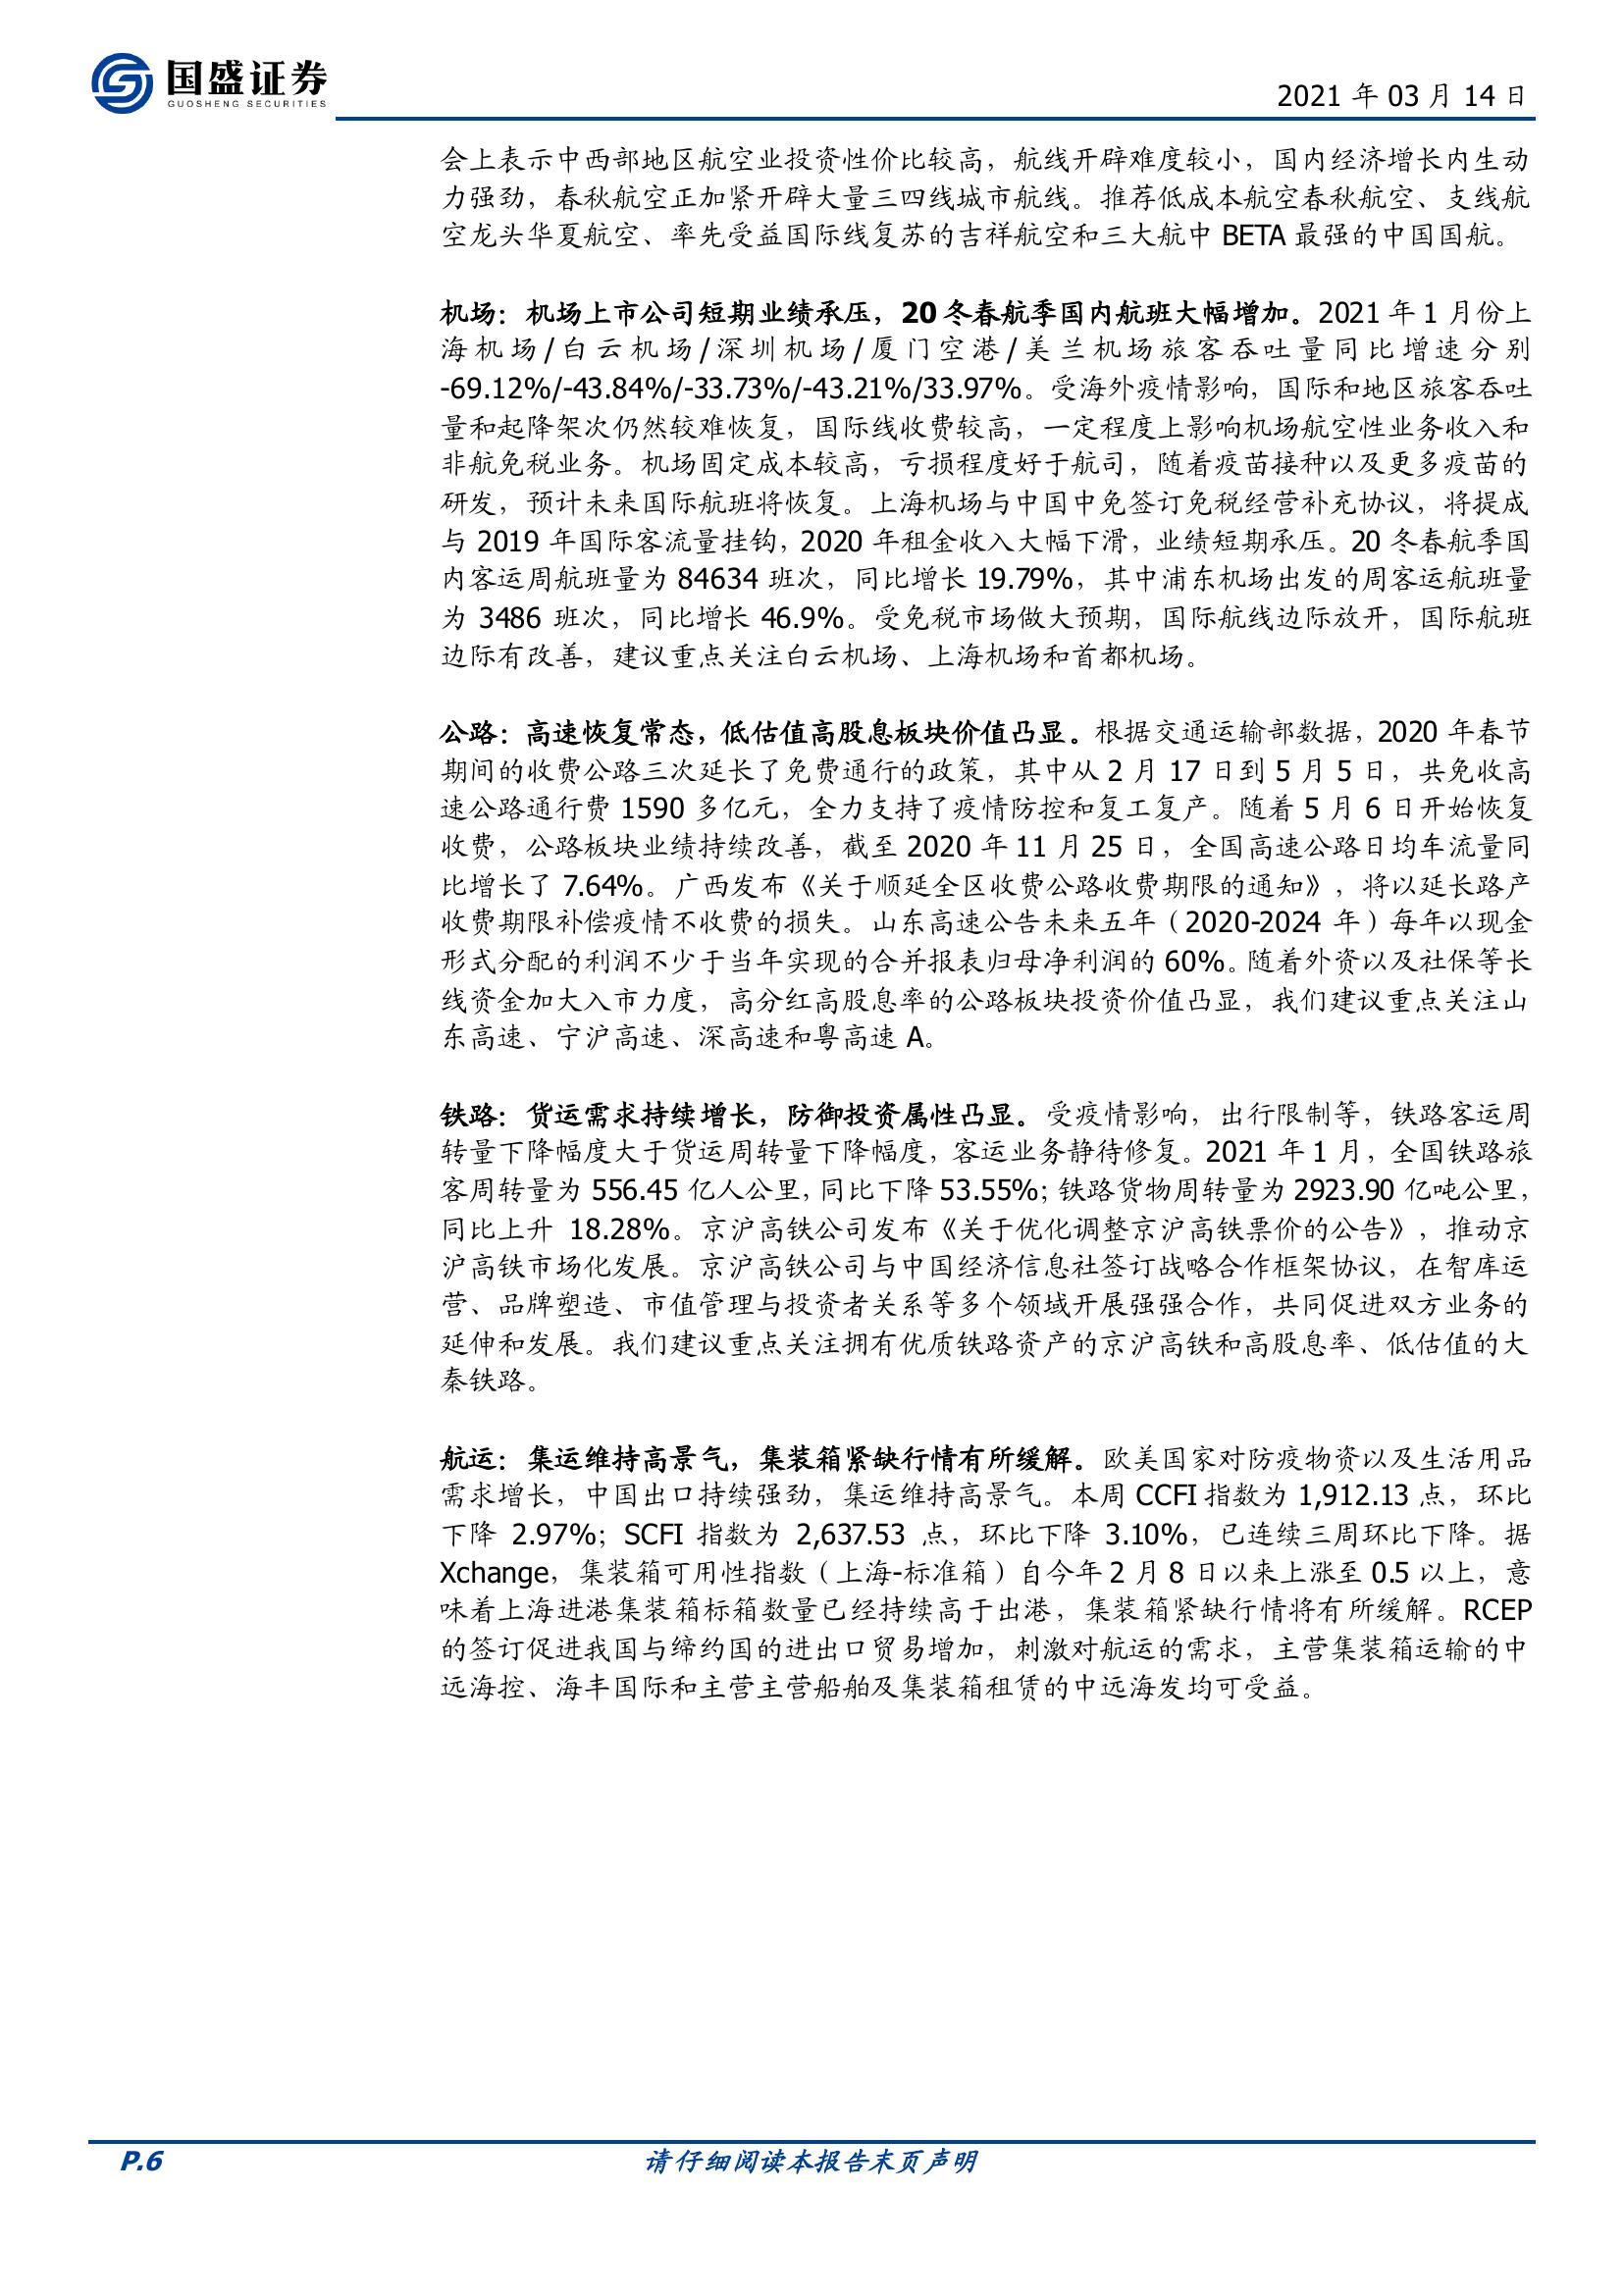 国盛证券
GUOSHENG SECURITIES
2021 年 03 月 14 日
会上表示中西部地区航空业投资性价比较高，航线开辟难度较小，国内经济增长内生动
力强劲，春秋航空正加紧开辟大量三四线城市航线。推荐低成本航空春秋航空、支线航
空龙头华夏航空、率先受益国际线复苏的吉祥航空和三大航中 BETA 最强的中国国航。
机场：机场上市公司短期业绩承压，20 冬春航季国内航班大幅增加。2021 年 1 月份上
海机场/白云机场/深圳机场/厦门空港/美兰机场旅客吞吐量同比增速分别
-69.12%/-43.84%/-33.73%/-43.21%/33.97%。受海外疫情影响，国际和地区旅客吞吐
量和起降架次仍然较难恢复，国际线收费较高，一定程度上影响机场航空性业务收入和
非航免税业务。机场固定成本较高，亏损程度好于航司，随着疫苗接种以及更多疫苗的
研发，预计未来国际航班将恢复。上海机场与中国中免签订免税经营补充协议，将提成
与 2019 年国际客流量挂钩，2020 年租金收入大幅下滑，业绩短期承压。20 冬春航季国
内客运周航班量为 84634 班次，同比增长 19.79%，其中浦东机场出发的周客运航班量
为 3486 班次，同比增长 46.9%。受免税市场做大预期，国际航线边际放开，国际航班
边际有改善，建议重点关注白云机场、上海机场和首都机场。
公路：高速恢复常态，低估值高股息板块价值凸显。根据交通运输部数据，2020 年春节
期间的收费公路三次延长了免费通行的政策，其中从 2 月 17 日到 5 月 5 日，共免收高
速公路通行费 1590 多亿元，全力支持了疫情防控和复工复产。随着 5 月 6 日开始恢复
收费，公路板块业绩持续改善，截至 2020 年 11 月 25 日，全国高速公路日均车流量同
比增长了 7.64%。广西发布《关于顺延全区收费公路收费期限的通知》，将以延长路产
收费期限补偿疫情不收费的损失。山东高速公告未来五年（2020-2024 年）每年以现金
形式分配的利润不少于当年实现的合并报表归母净利润的 60%。随着外资以及社保等长
线资金加大入市力度，高分红高股息率的公路板块投资价值凸显，我们建议重点关注山
东高速、宁沪高速、深高速和粤高速 A。
铁路：货运需求持续增长，防御投资属性凸显。受疫情影响，出行限制等，铁路客运周
转量下降幅度大于货运周转量下降幅度，客运业务静待修复。2021 年 1 月，全国铁路旅
客周转量为 556.45 亿人公里，同比下降 53.55%；铁路货物周转量为 2923.90 亿吨公里，
同比上升 18.28%。京沪高铁公司发布《关于优化调整京沪高铁票价的公告》，推动京
沪高铁市场化发展。京沪高铁公司与中国经济信息社签订战略合作框架协议，在智库运
营、品牌塑造、市值管理与投资者关系等多个领域开展强强合作，共同促进双方业务的
延伸和发展。我们建议重点关注拥有优质铁路资产的京沪高铁和高股息率、低估值的大
秦铁路。
航运：集运维持高景气，集装箱紧缺行情有所缓解。欧美国家对防疫物资以及生活用品
需求增长，中国出口持续强劲，集运维持高景气。本周 CCFI 指数为 1,912.13 点，环比
下降 2.97%；SCFI 指数为 2,637.53 点，环比下降 3.10%，已连续三周环比下降。据
Xchange，集装箱可用性指数（上海-标准箱）自今年 2 月 8 日以来上涨至 0.5 以上，意
味着上海进港集装箱标箱数量已经持续高于出港，集装箱紧缺行情将有所缓解。RCEP
的签订促进我国与缔约国的进出口贸易增加，刺激对航运的需求，主营集装箱运输的中
远海控、海丰国际和主营主营船舶及集装箱租赁的中远海发均可受益。
P.6
请仔细阅读本报告末页声明